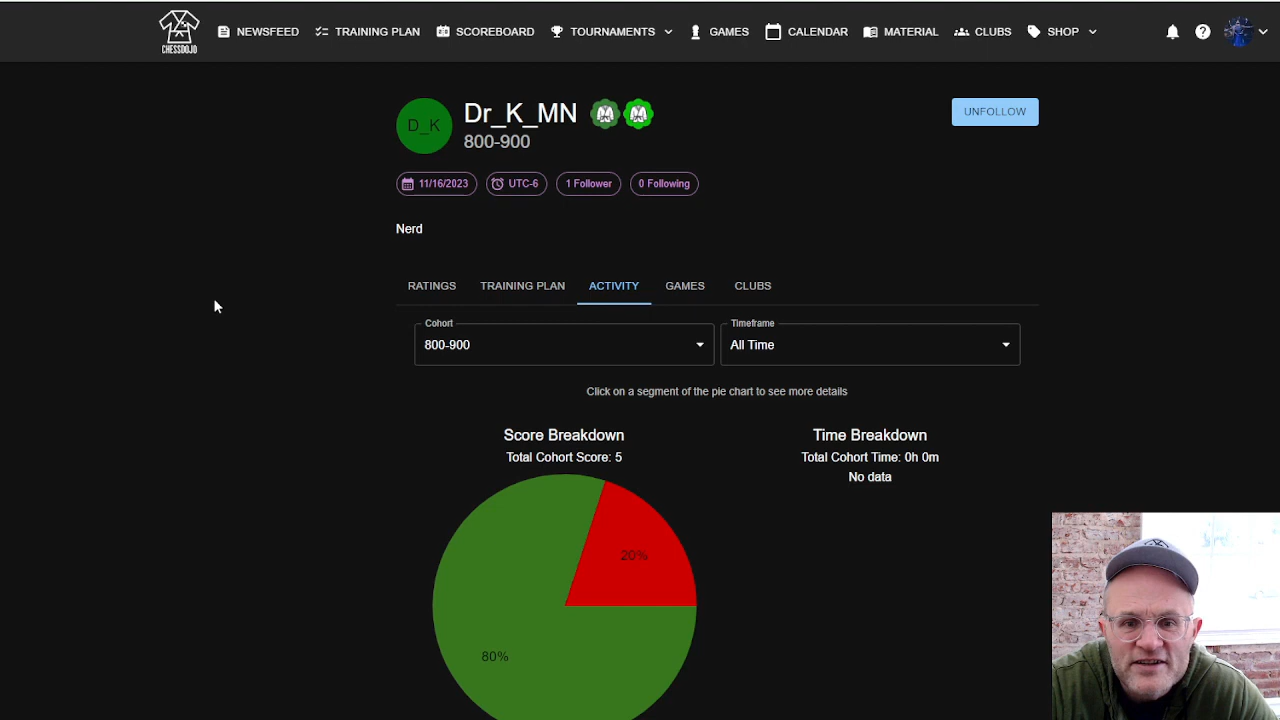 CHESSDOJO
NEWSFEED TRAINING PLAN SCOREBOARD TOURNAMENTS GAMES CALENDAR MATERIAL CLUBS SHOP
D_K
Dr_K_MN
800-900
UNFOLLOW
11/16/2023 UTC-6 1 Follower 0 Following
Nerd
RATINGS TRAINING PLAN ACTIVITY GAMES CLUBS
Cohort
800-900
Timeframe
All Time
Click on a segment of the pie chart to see more details
Score Breakdown
Total Cohort Score: 5
Time Breakdown
Total Cohort Time: 0h 0m
No data
20%
80%